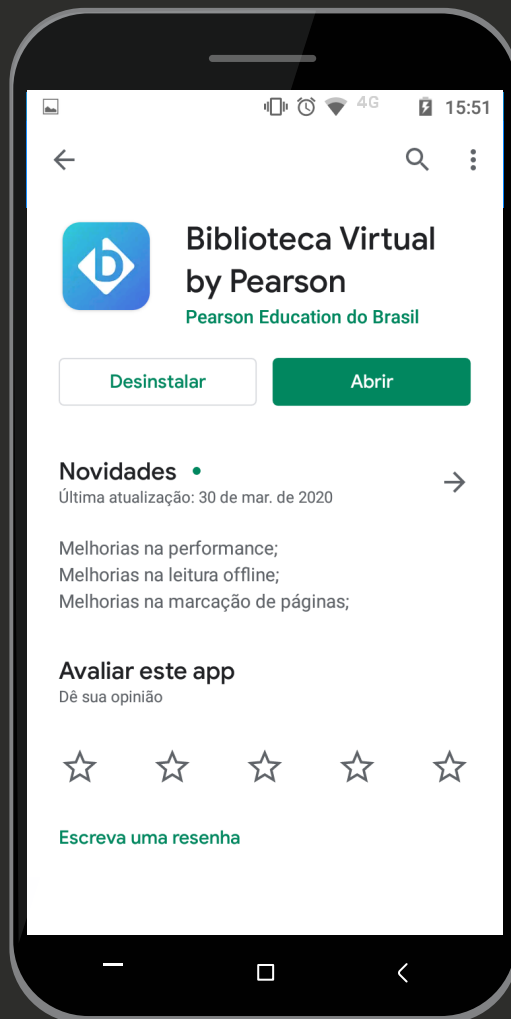 4G 15:51
Biblioteca Virtual
by Pearson
Pearson Education do Brasil
Desinstalar Abrir
Novidades
Última atualização: 30 de mar. de 2020
Melhorias na performance;
Melhorias na leitura offline;
Melhorias na marcação de páginas;
Avaliar este app
Dê sua opinião
Escreva uma resenha